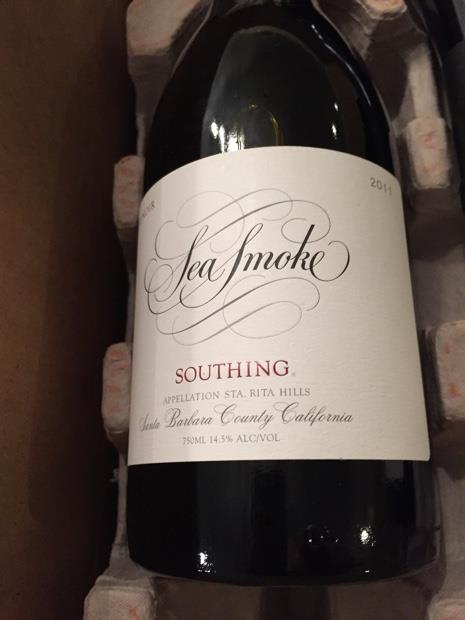 2011
Sea Smoke
SOUTHING
APPELLATION STA. RITA HILLS
Santa Barbara County California
750ML 14.5% ALC/VOL